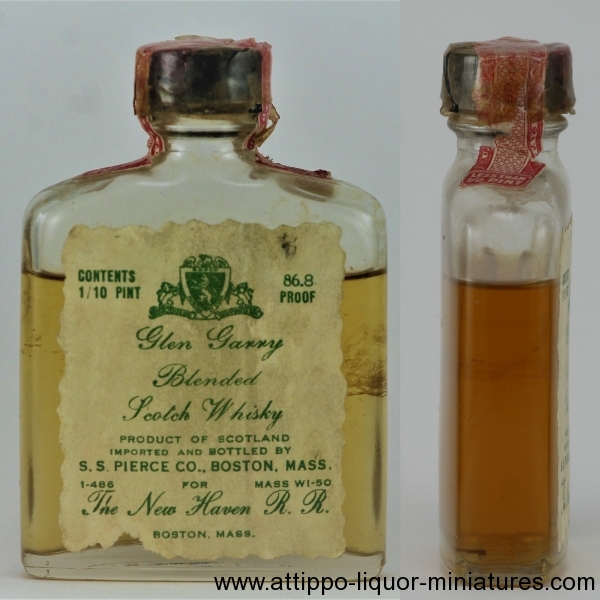 CONTENTS
1/10 PINT
86.8
PROOF
Glen Garry
Blended
Scotch Whisky
PRODUCT OF SCOTLAND
IMPORTED AND BOTTLED BY
S. S. PIERCE CO., BOSTON, MASS.
1-486 FOR MASS WI-50
The New Haven R. R.
BOSTON, MASS.
www.attippo-liquor-miniatures.com